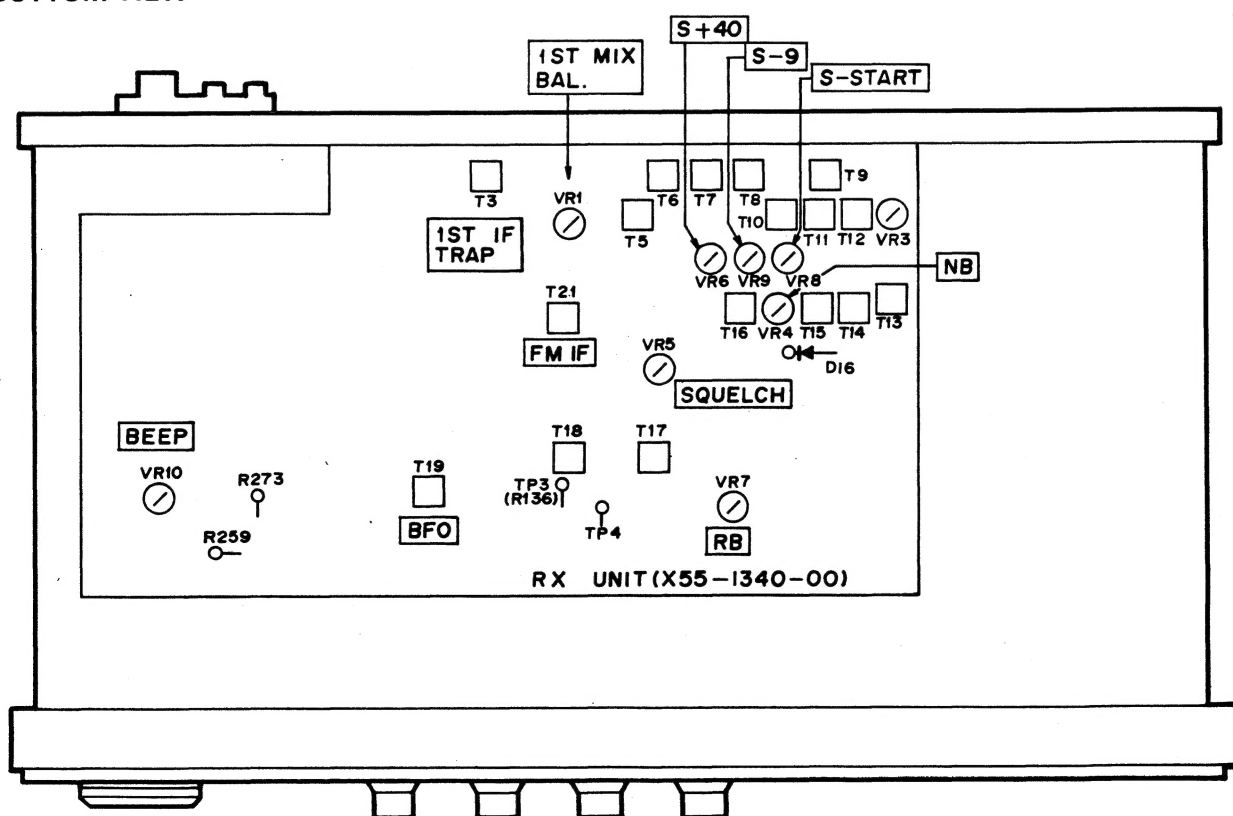 S+40
1ST MIX
BAL.
S-9
S-START
T3
VR1
T6
T7
T8
T9
T5
T10
T11
T12
VR3
1ST IF
TRAP
VR6
VR9
VR8
NB
T21
T16
VR4
T15
T14
T13
FM IF
VR5
D16
SQUELCH
BEEP
T18
T17
VR10
R273
T19
TP3
(R136)
VR7
R259
BFO
TP4
RB
RX UNIT (X55-1340-00)